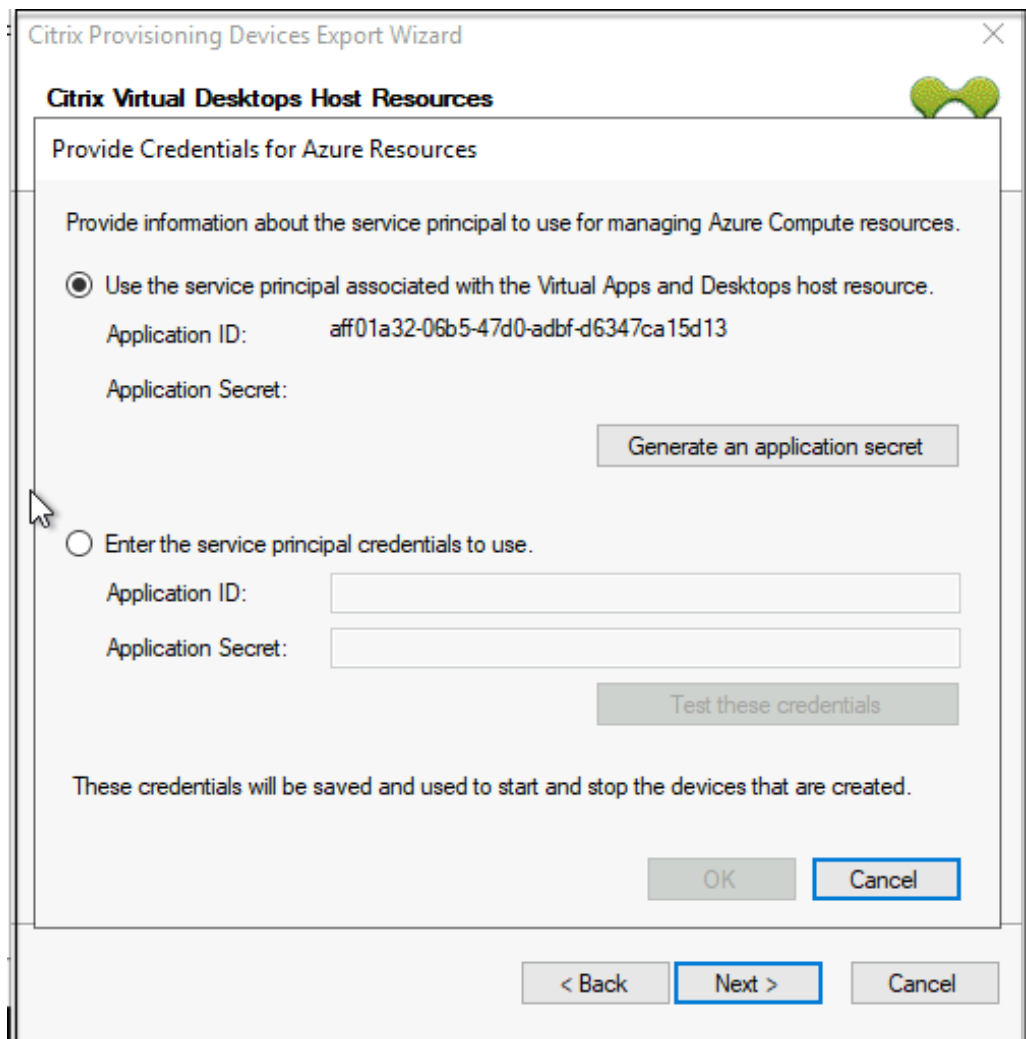 Citrix Provisioning Devices Export Wizard
Citrix Virtual Desktops Host Resources
Provide Credentials for Azure Resources
Provide information about the service principal to use for managing Azure Compute resources.
Use the service principal associated with the Virtual Apps and Desktops host resource.
Application ID: aff01a32-06b5-47d0-adbf-d6347ca15d13
Application Secret:
Generate an application secret
Enter the service principal credentials to use.
Application ID:
Application Secret:
Test these credentials
These credentials will be saved and used to start and stop the devices that are created.
OK Cancel
< Back Next > Cancel